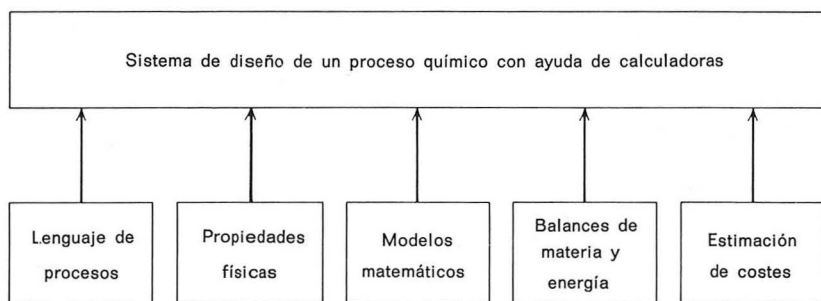 Sistema de diseño de un proceso químico con ayuda de calculadoras
Lenguaje de
procesos
Propiedades
físicas
Modelos
matemáticos
Balances de
materia y
energía
Estimación
de costes